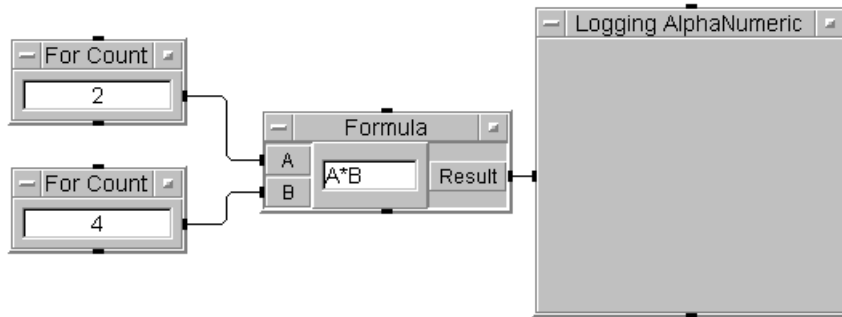 For Count
2
For Count
4
Formula
A
B
A*B
Result
Logging AlphaNumeric